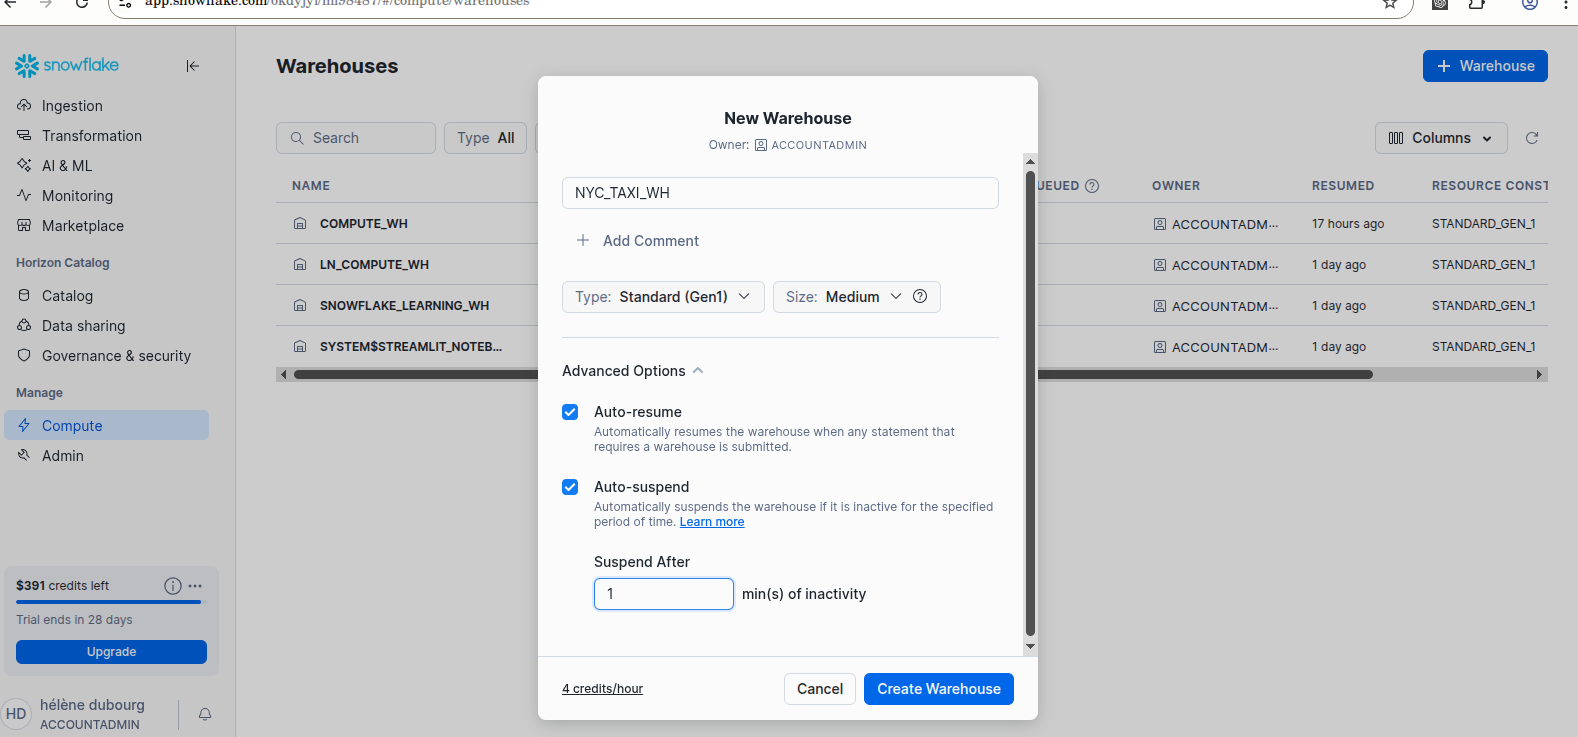 app.snowflake.com
compute/warehouses
snowflake
Ingestion
Transformation
AI & ML
Monitoring
Marketplace
Horizon Catalog
Catalog
Data sharing
Governance & security
Manage
Compute
Admin
$391 credits left
Trial ends in 28 days
Upgrade
HD
hélène dubourg
ACCOUNTADMIN
Warehouses
+ Warehouse
Search
Type All
Columns
NAME
UEUED
OWNER
RESUMED
RESOURCE CONST
COMPUTE_WH
ACCOUNTADM...
17 hours ago
STANDARD_GEN_1
LN_COMPUTE_WH
ACCOUNTADM...
1 day ago
STANDARD_GEN_1
SNOWFLAKE_LEARNING_WH
ACCOUNTADM...
1 day ago
STANDARD_GEN_1
SYSTEM$STREAMLIT_NOTEB...
ACCOUNTADM...
1 day ago
STANDARD_GEN_1
New Warehouse
Owner: ACCOUNTADMIN
NYC_TAXI_WH
+ Add Comment
Type: Standard (Gen1)
Size: Medium
Advanced Options
Auto-resume
Automatically resumes the warehouse when any statement that
requires a warehouse is submitted.
Auto-suspend
Automatically suspends the warehouse if it is inactive for the specified
period of time. Learn more
Suspend After
1 min(s) of inactivity
4 credits/hour
Cancel
Create Warehouse